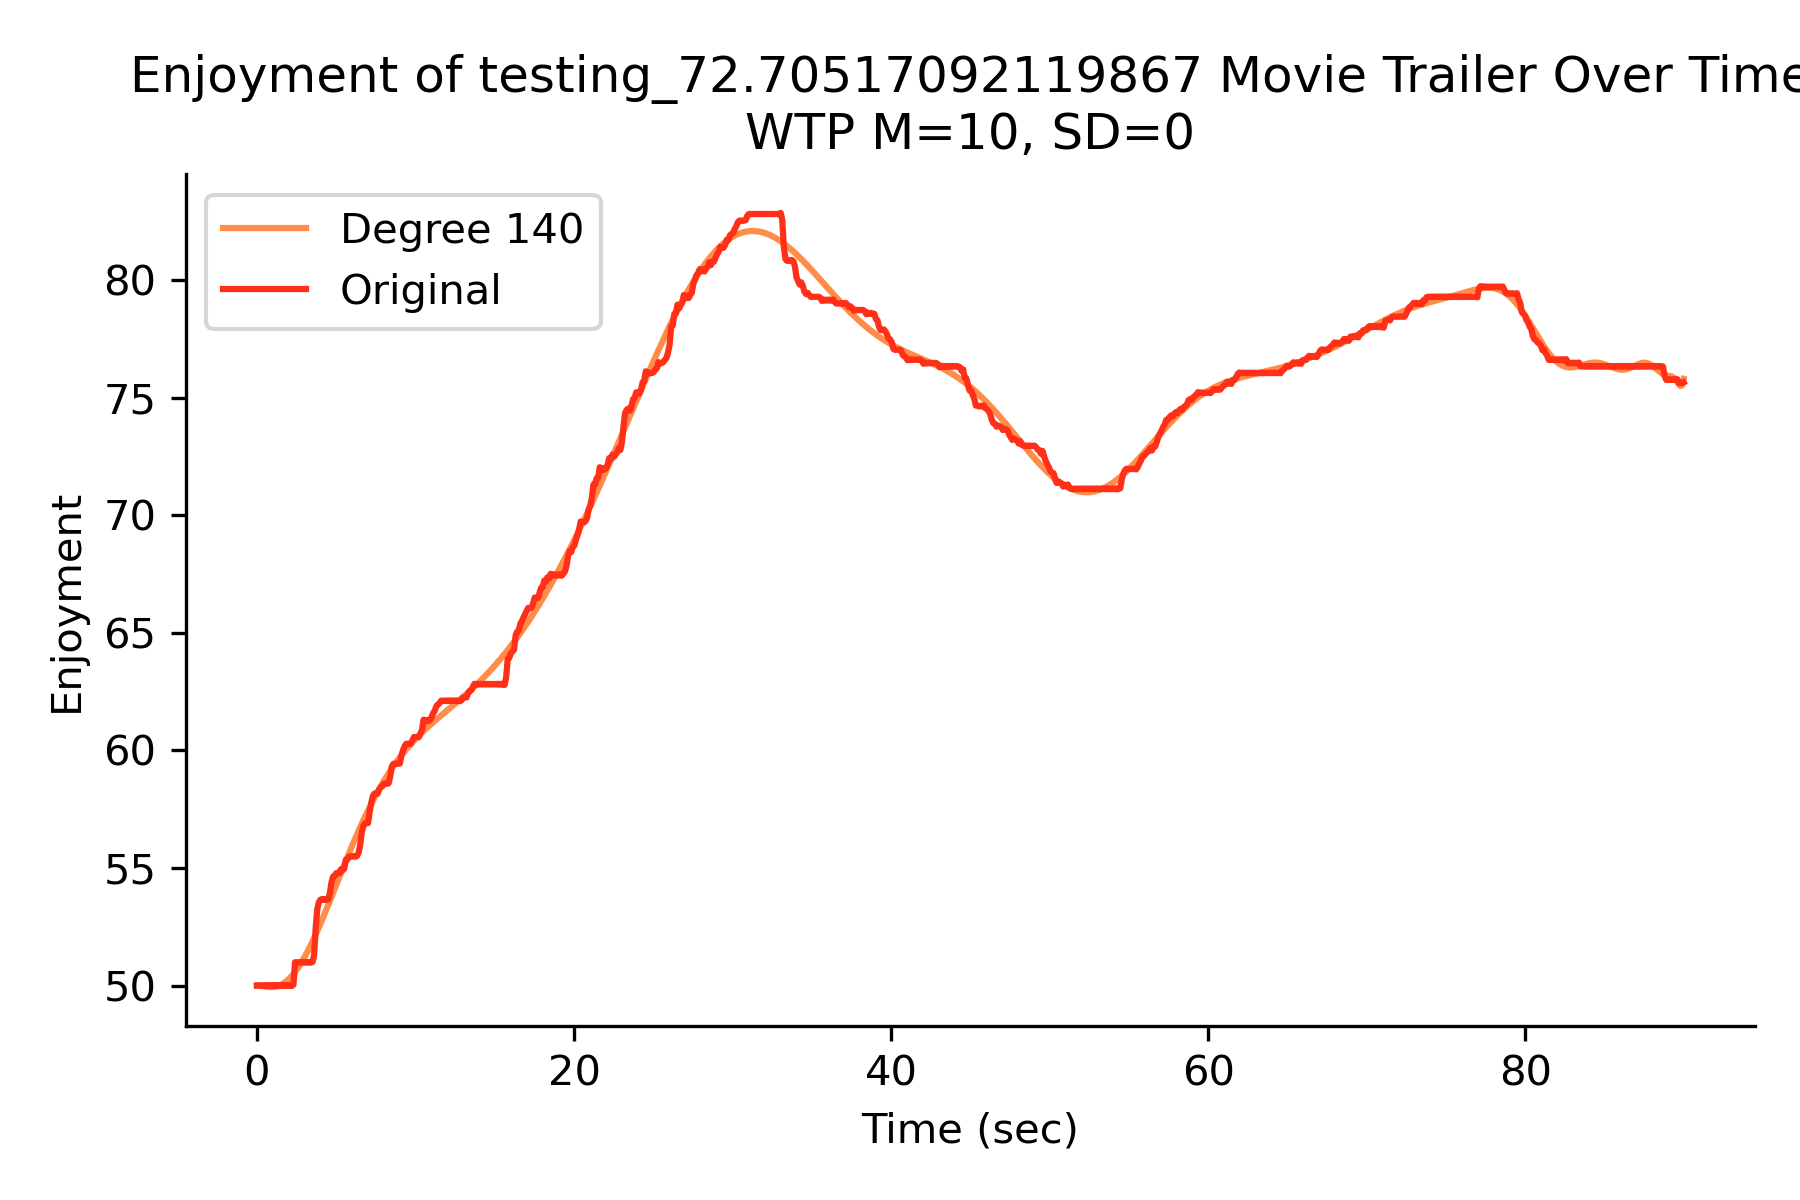 Enjoyment of testing_72.70517092119867 Movie Trailer Over Time
WTP M=10, SD=0
Degree 140
Original
80
75
70
65
60
55
50
Enjoyment
0 20 40 60 80
Time (sec)